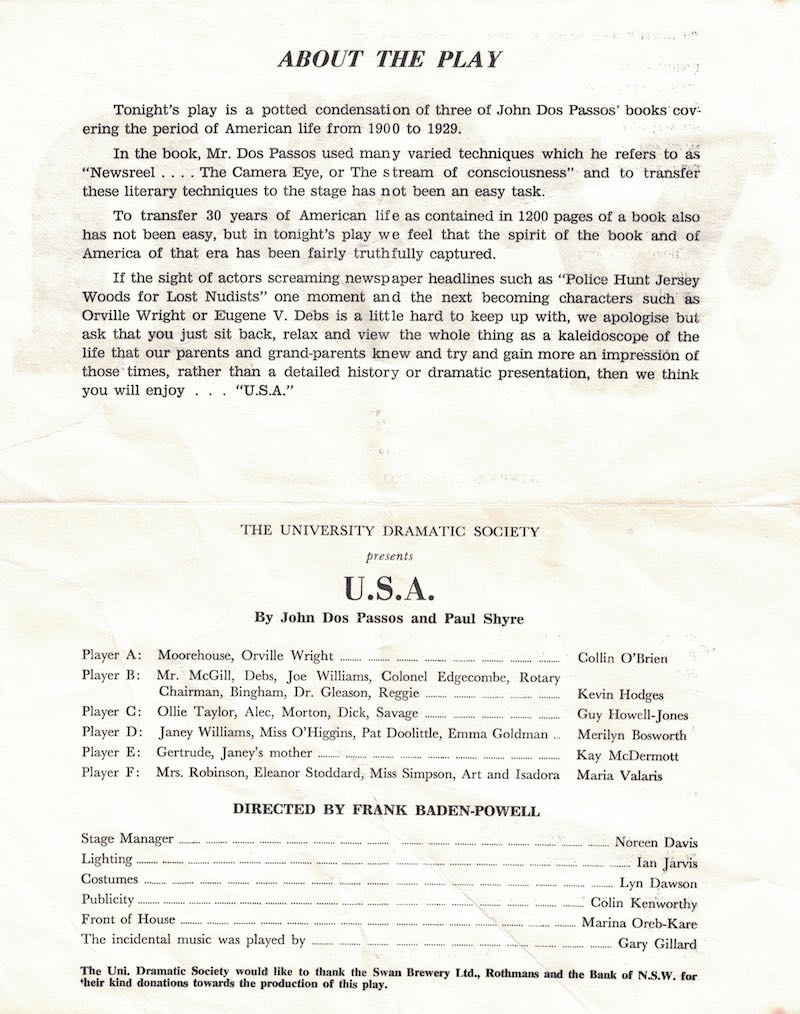 ABOUT THE PLAY
Tonight's play is a potted condensation of three of John Dos Passos' books cov-
ering the period of American life from 1900 to 1929.
In the book, Mr. Dos Passos used many varied techniques which he refers to as
"Newsreel . . . . The Camera Eye, or The stream of consciousness" and to transfer
these literary techniques to the stage has not been an easy task.
To transfer 30 years of American life as contained in 1200 pages of a book also
has not been easy, but in tonight's play we feel that the spirit of the book and of
America of that era has been fairly truthfully captured.
If the sight of actors screaming newspaper headlines such as "Police Hunt Jersey
Woods for Lost Nudists" one moment and the next becoming characters such as
Orville Wright or Eugene V. Debs is a little hard to keep up with, we apologise but
ask that you just sit back, relax and view the whole thing as a kaleidoscope of the
life that our parents and grand-parents knew and try and gain more an impression of
those times, rather than a detailed history or dramatic presentation, then we think
you will enjoy . . . "U.S.A."
THE UNIVERSITY DRAMATIC SOCIETY
presents
U.S.A.
By John Dos Passos and Paul Shyre
Player A: Moorehouse, Orville Wright ........ Collin O'Brien
Player B: Mr. McGill, Debs, Joe Williams, Colonel Edgecombe, Rotary
Chairman, Bingham, Dr. Gleason, Reggie ........ Kevin Hodges
Player C: Ollie Taylor, Alec, Morton, Dick, Savage ........ Guy Howell-Jones
Player D: Janey Williams, Miss O'Higgins, Pat Doolittle, Emma Goldman ... Merilyn Bosworth
Player E: Gertrude, Janey's mother ........ Kay McDermott
Player F: Mrs. Robinson, Eleanor Stoddard, Miss Simpson, Art and Isadora Maria Valaris
DIRECTED BY FRANK BADEN-POWELL
Stage Manager ........ Noreen Davis
Lighting ........ Ian Jarvis
Costumes ........ Lyn Dawson
Publicity ........ Colin Kenworthy
Front of House ........ Marina Oreb-Kare
The incidental music was played by ........ Gary Gillard
The Uni. Dramatic Society would like to thank the Swan Brewery Ltd., Rothmans and the Bank of N.S.W. for
'heir kind donations towards the production of this play.